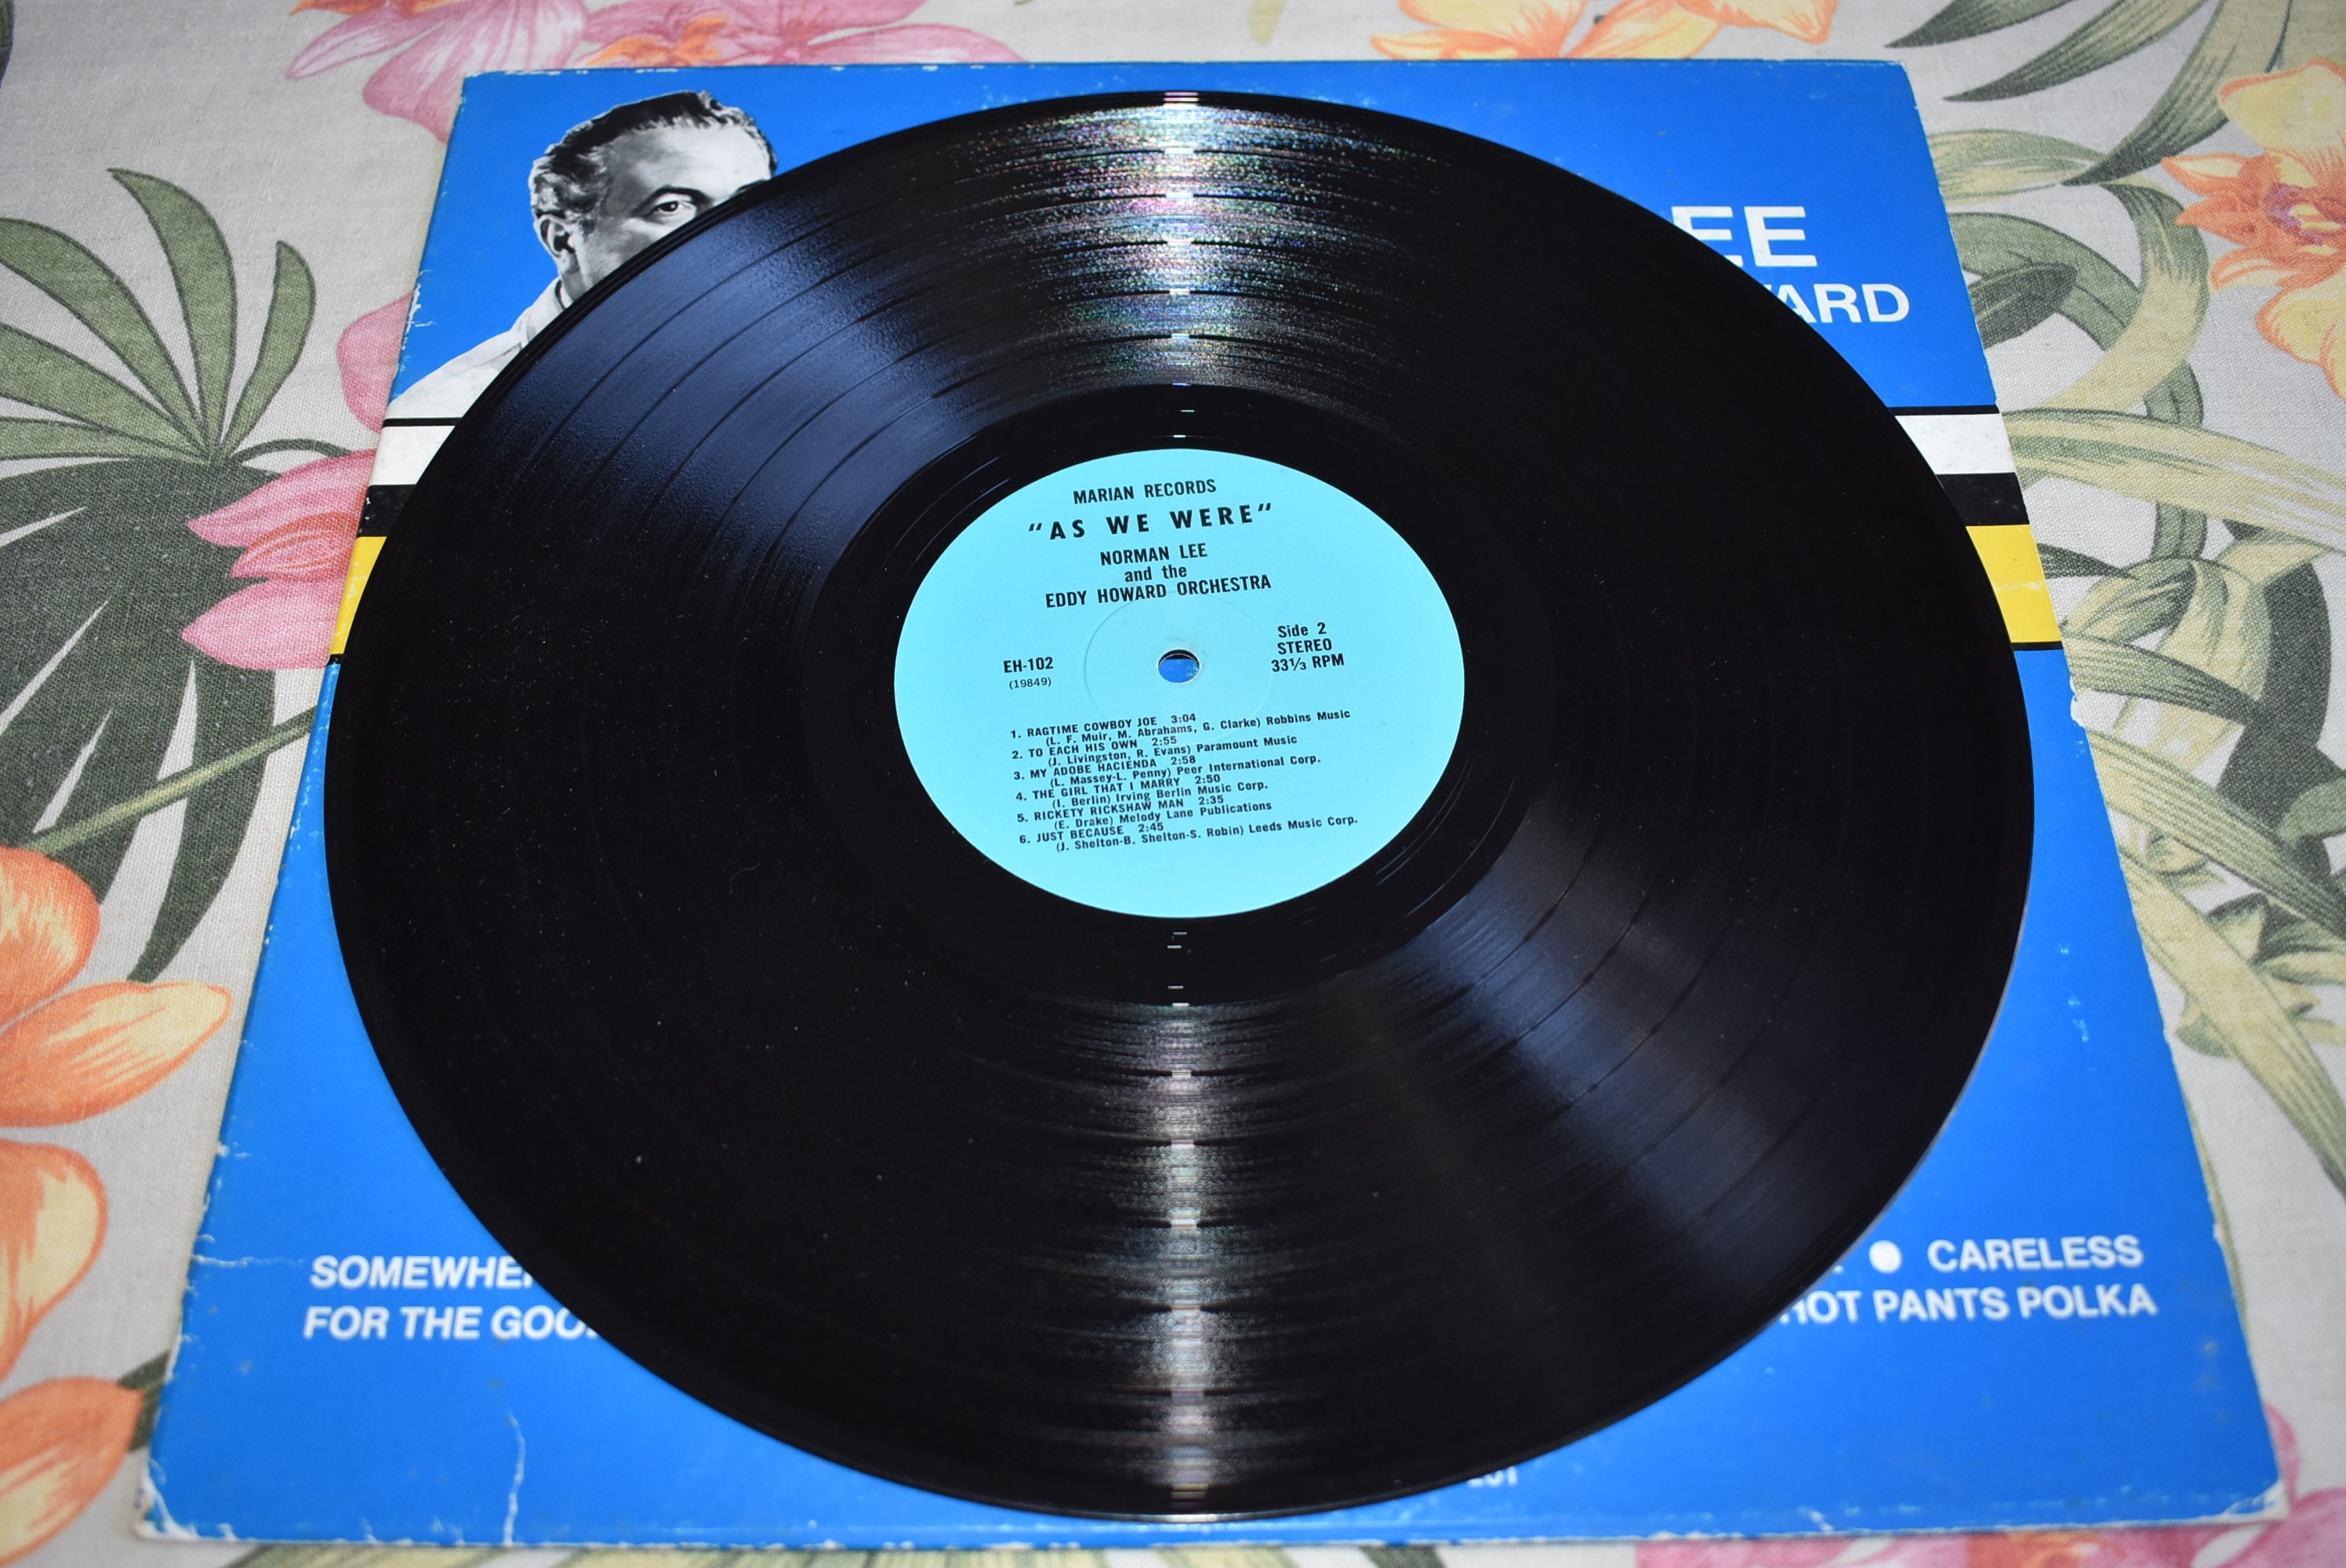 EE
ARD
MARIAN RECORDS
"AS WE WERE"
NORMAN LEE
and the
EDDY HOWARD ORCHESTRA
Side 2
STEREO
33⅓ RPM
EH-102
(19849)
1. RAGTIME COWBOY JOE 3:04
(L. F. Muir, M. Abrahams, G. Clarke) Robbins Music
2. TO EACH HIS OWN 2:55
(J. Livingston, R. Evans) Paramount Music
3. MY ADOBE HACIENDA 2:58
(L. Massey-L. Penny) Peer International Corp.
4. THE GIRL THAT I MARRY 2:50
(I. Berlin) Irving Berlin Music Corp.
5. RICKETY RICKSHAW MAN 2:35
(E. Drake) Melody Lane Publications
6. JUST BECAUSE 2:45
(J. Shelton-B. Shelton-S. Robin) Leeds Music Corp.
SOMEWHE ● CARELESS
FOR THE GOO HOT PANTS POLKA